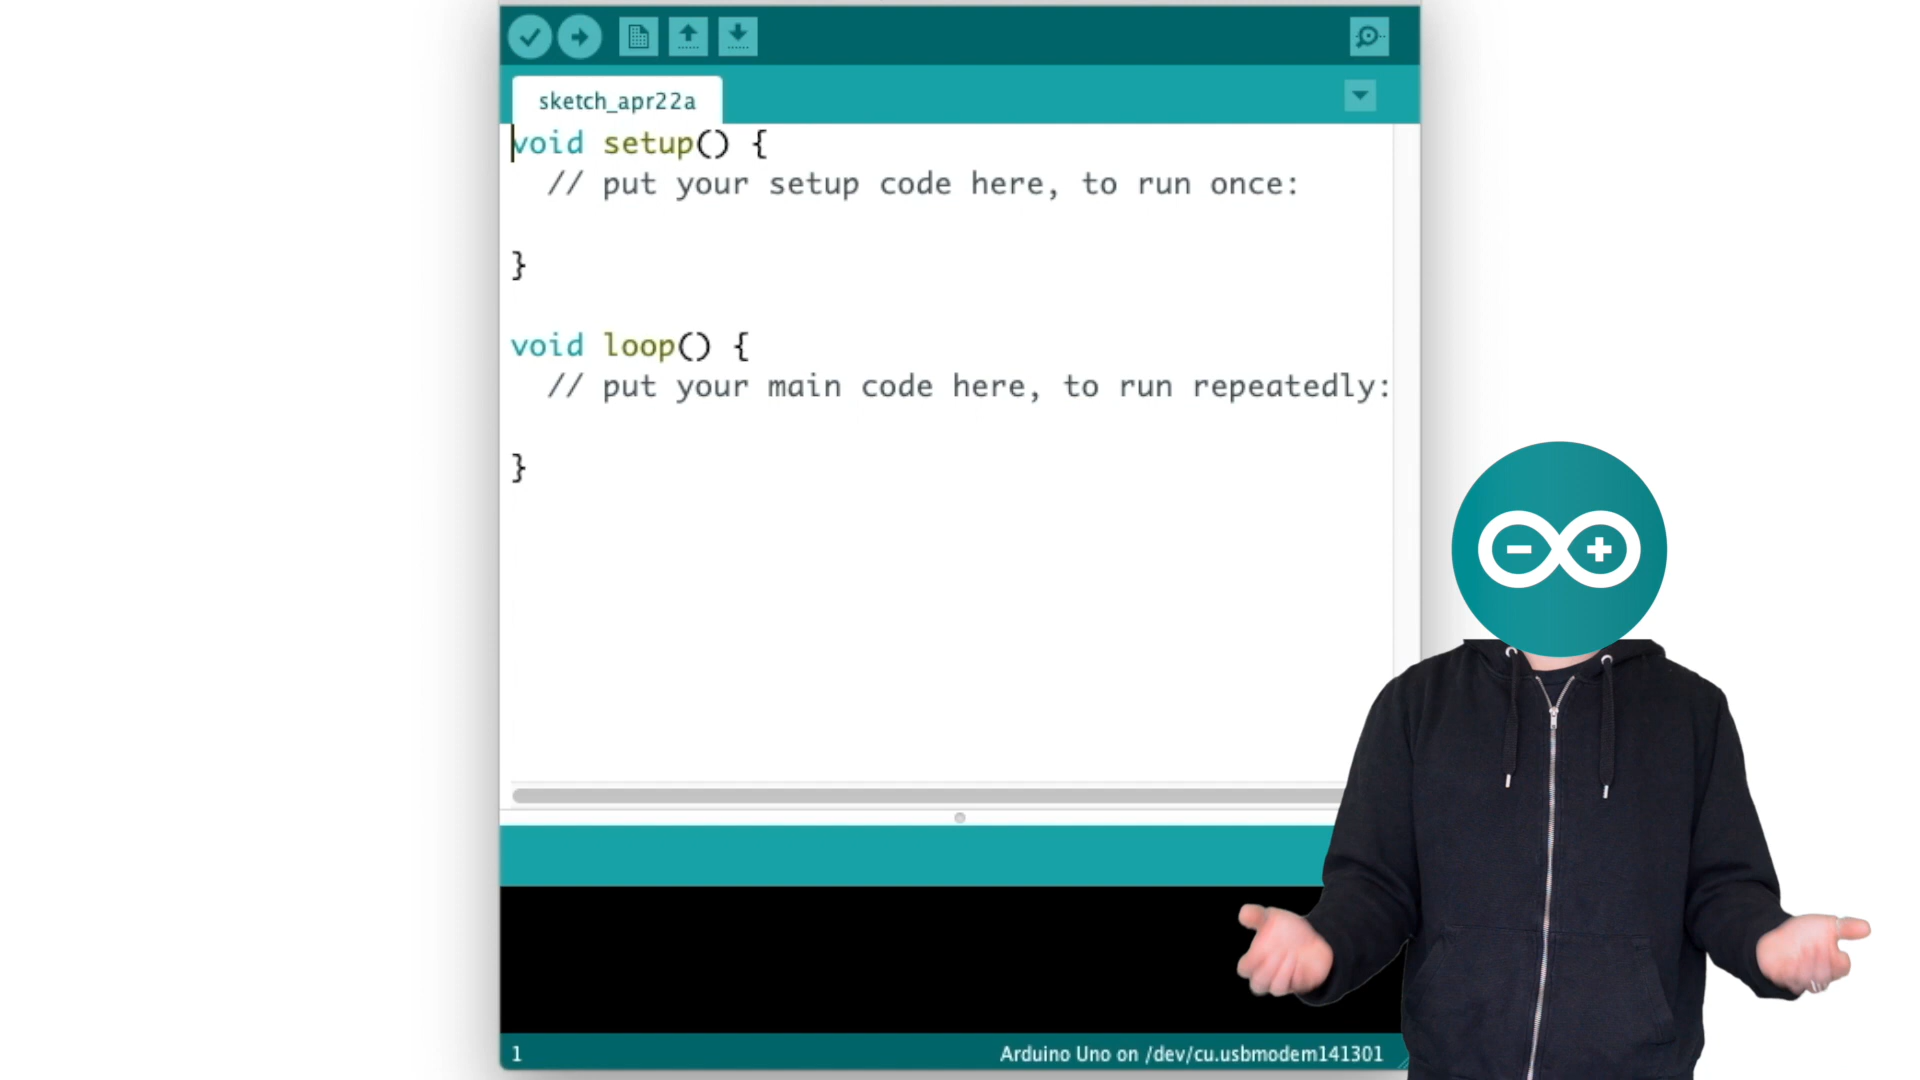 sketch_apr22a
void setup() {
  // put your setup code here, to run once:
}
void loop() {
  // put your main code here, to run repeatedly:
}
1
Arduino Uno on /dev/cu.usbmodem141301